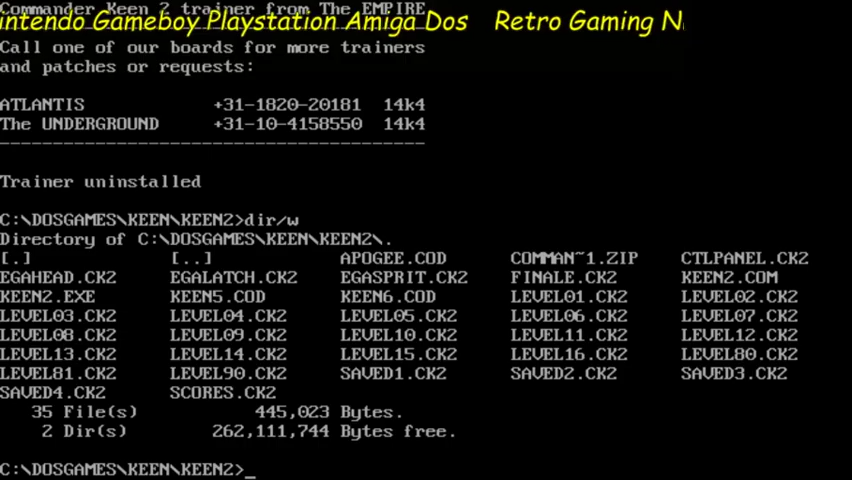 Commander Keen 2 trainer from The EMPIRE
intendo Gameboy Playstation Amiga Dos Retro Gaming N
Call one of our boards for more trainers
and patches or requests:
ATLANTIS +31-1820-20181 14k4
The UNDERGROUND +31-10-4158550 14k4
Trainer uninstalled
C:\DOSGAMES\KEEN\KEEN2>dir/w
Directory of C:\DOSGAMES\KEEN\KEEN2\.
[.] [..] APOGEE.COD COMMAN~1.ZIP CTLPANEL.CK2
EGAHEAD.CK2 EGALATCH.CK2 EGASPRIT.CK2 FINALE.CK2 KEEN2.COM
KEEN2.EXE KEEN5.COD KEEN6.COD LEVEL01.CK2 LEVEL02.CK2
LEVEL03.CK2 LEVEL04.CK2 LEVEL05.CK2 LEVEL06.CK2 LEVEL07.CK2
LEVEL08.CK2 LEVEL09.CK2 LEVEL10.CK2 LEVEL11.CK2 LEVEL12.CK2
LEVEL13.CK2 LEVEL14.CK2 LEVEL15.CK2 LEVEL16.CK2 LEVEL80.CK2
LEVEL81.CK2 LEVEL90.CK2 SAVED1.CK2 SAVED2.CK2 SAVED3.CK2
SAVED4.CK2 SCORES.CK2
35 File(s) 445,023 Bytes.
2 Dir(s) 262,111,744 Bytes free.
C:\DOSGAMES\KEEN\KEEN2>_